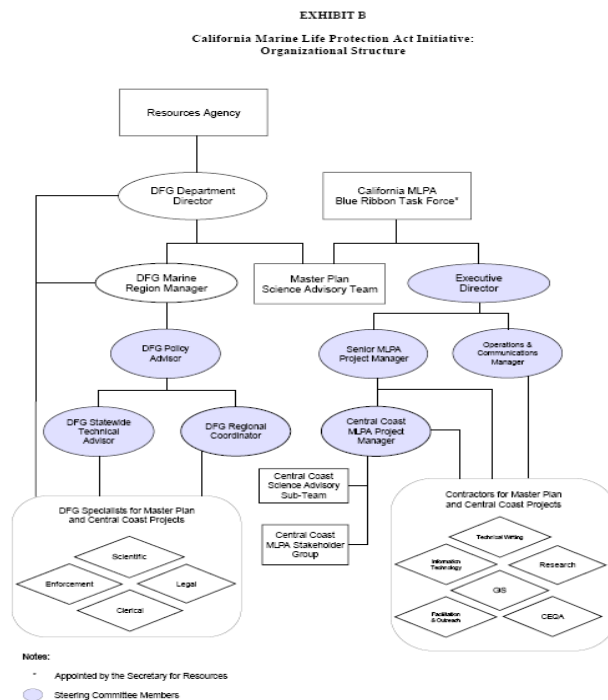 EXHIBIT B
California Marine Life Protection Act Initiative:
Organizational Structure
Resources Agency
DFG Department
Director
California MLPA
Blue Ribbon Task Force*
DFG Marine
Region Manager
Master Plan
Science Advisory Team
Executive
Director
DFG Policy
Advisor
Senior MLPA
Project Manager
Operations &
Communications
Manager
DFG Statewide
Technical
Advisor
DFG Regional
Coordinator
Central Coast
MLPA Project
Manager
Central Coast
Science Advisory
Sub-Team
Central Coast
MLPA Stakeholder
Group
DFG Specialists for Master Plan
and Central Coast Projects
Scientific
Enforcement
Legal
Clerical
Contractors for Master Plan
and Central Coast Projects
Technical Writing
Information
Technology
Research
GIS
Facilitation
& Outreach
CEQA
Notes:
* Appointed by the Secretary for Resources
Steering Committee Members